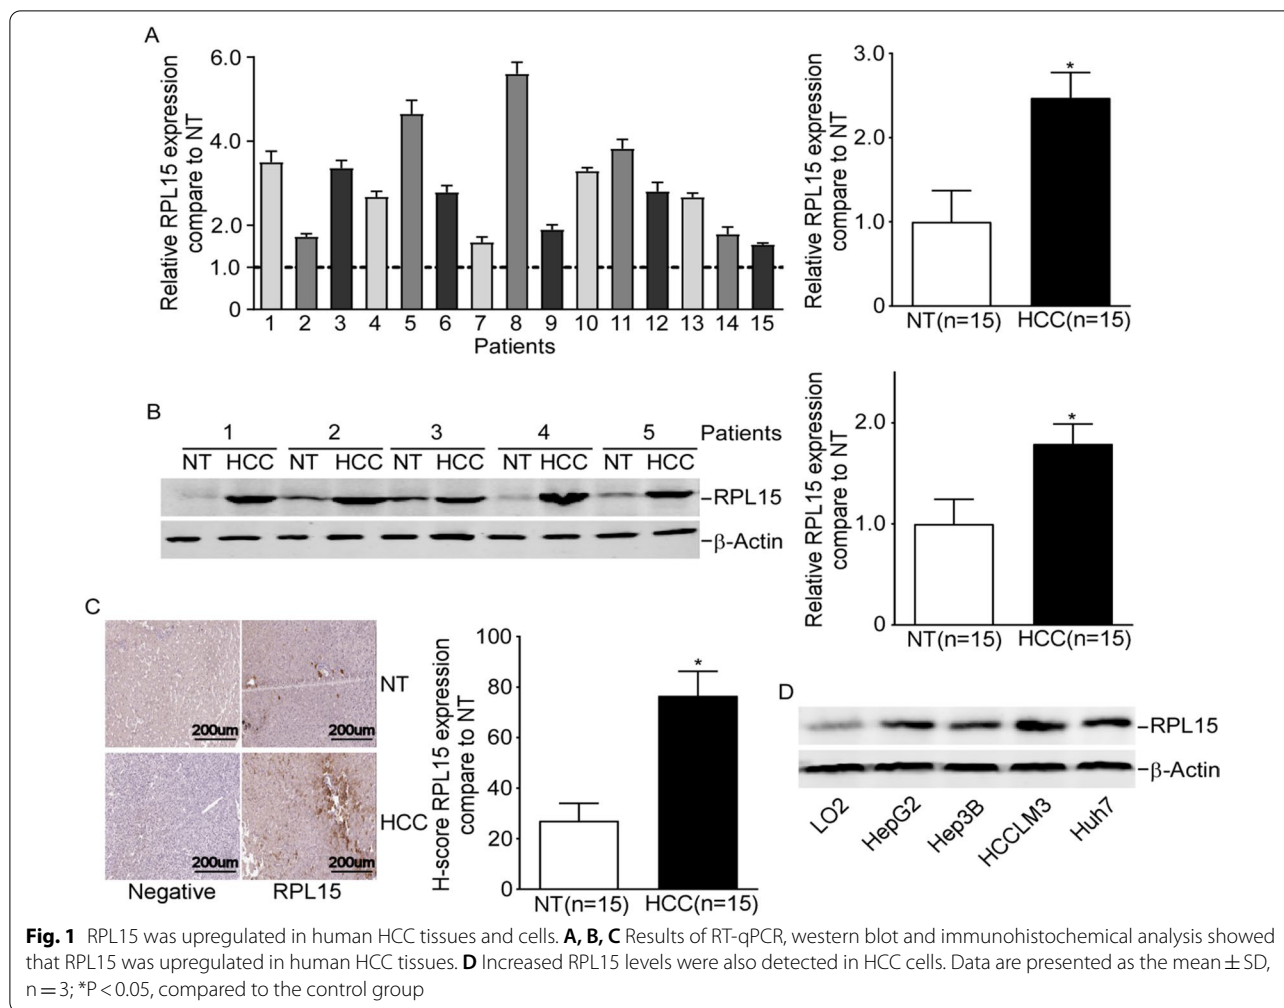 A
Relative RPL15 expression
compare to NT
6.0
4.0
2.0
1.0
0
1 2 3 4 5 6 7 8 9 10 11 12 13 14 15
Patients
Relative RPL15 expression
compare to NT
3.0
2.0
1.0
0
*
NT(n=15) HCC(n=15)
B
1 2 3 4 5 Patients
NT HCC NT HCC NT HCC NT HCC NT HCC
-RPL15
-β-Actin
Relative RPL15 expression
compare to NT
2.0
1.0
0
*
NT(n=15) HCC(n=15)
C
200um 200um NT
200um 200um HCC
Negative RPL15
H-score RPL15 expression
compare to NT
100
80
60
40
20
0
*
NT(n=15) HCC(n=15)
D
-RPL15
-β-Actin
LO2 HepG2 Hep3B HCCLM3 Huh7
Fig. 1 RPL15 was upregulated in human HCC tissues and cells. A, B, C Results of RT-qPCR, western blot and immunohistochemical analysis showed
that RPL15 was upregulated in human HCC tissues. D Increased RPL15 levels were also detected in HCC cells. Data are presented as the mean ± SD,
n = 3; *P < 0.05, compared to the control group